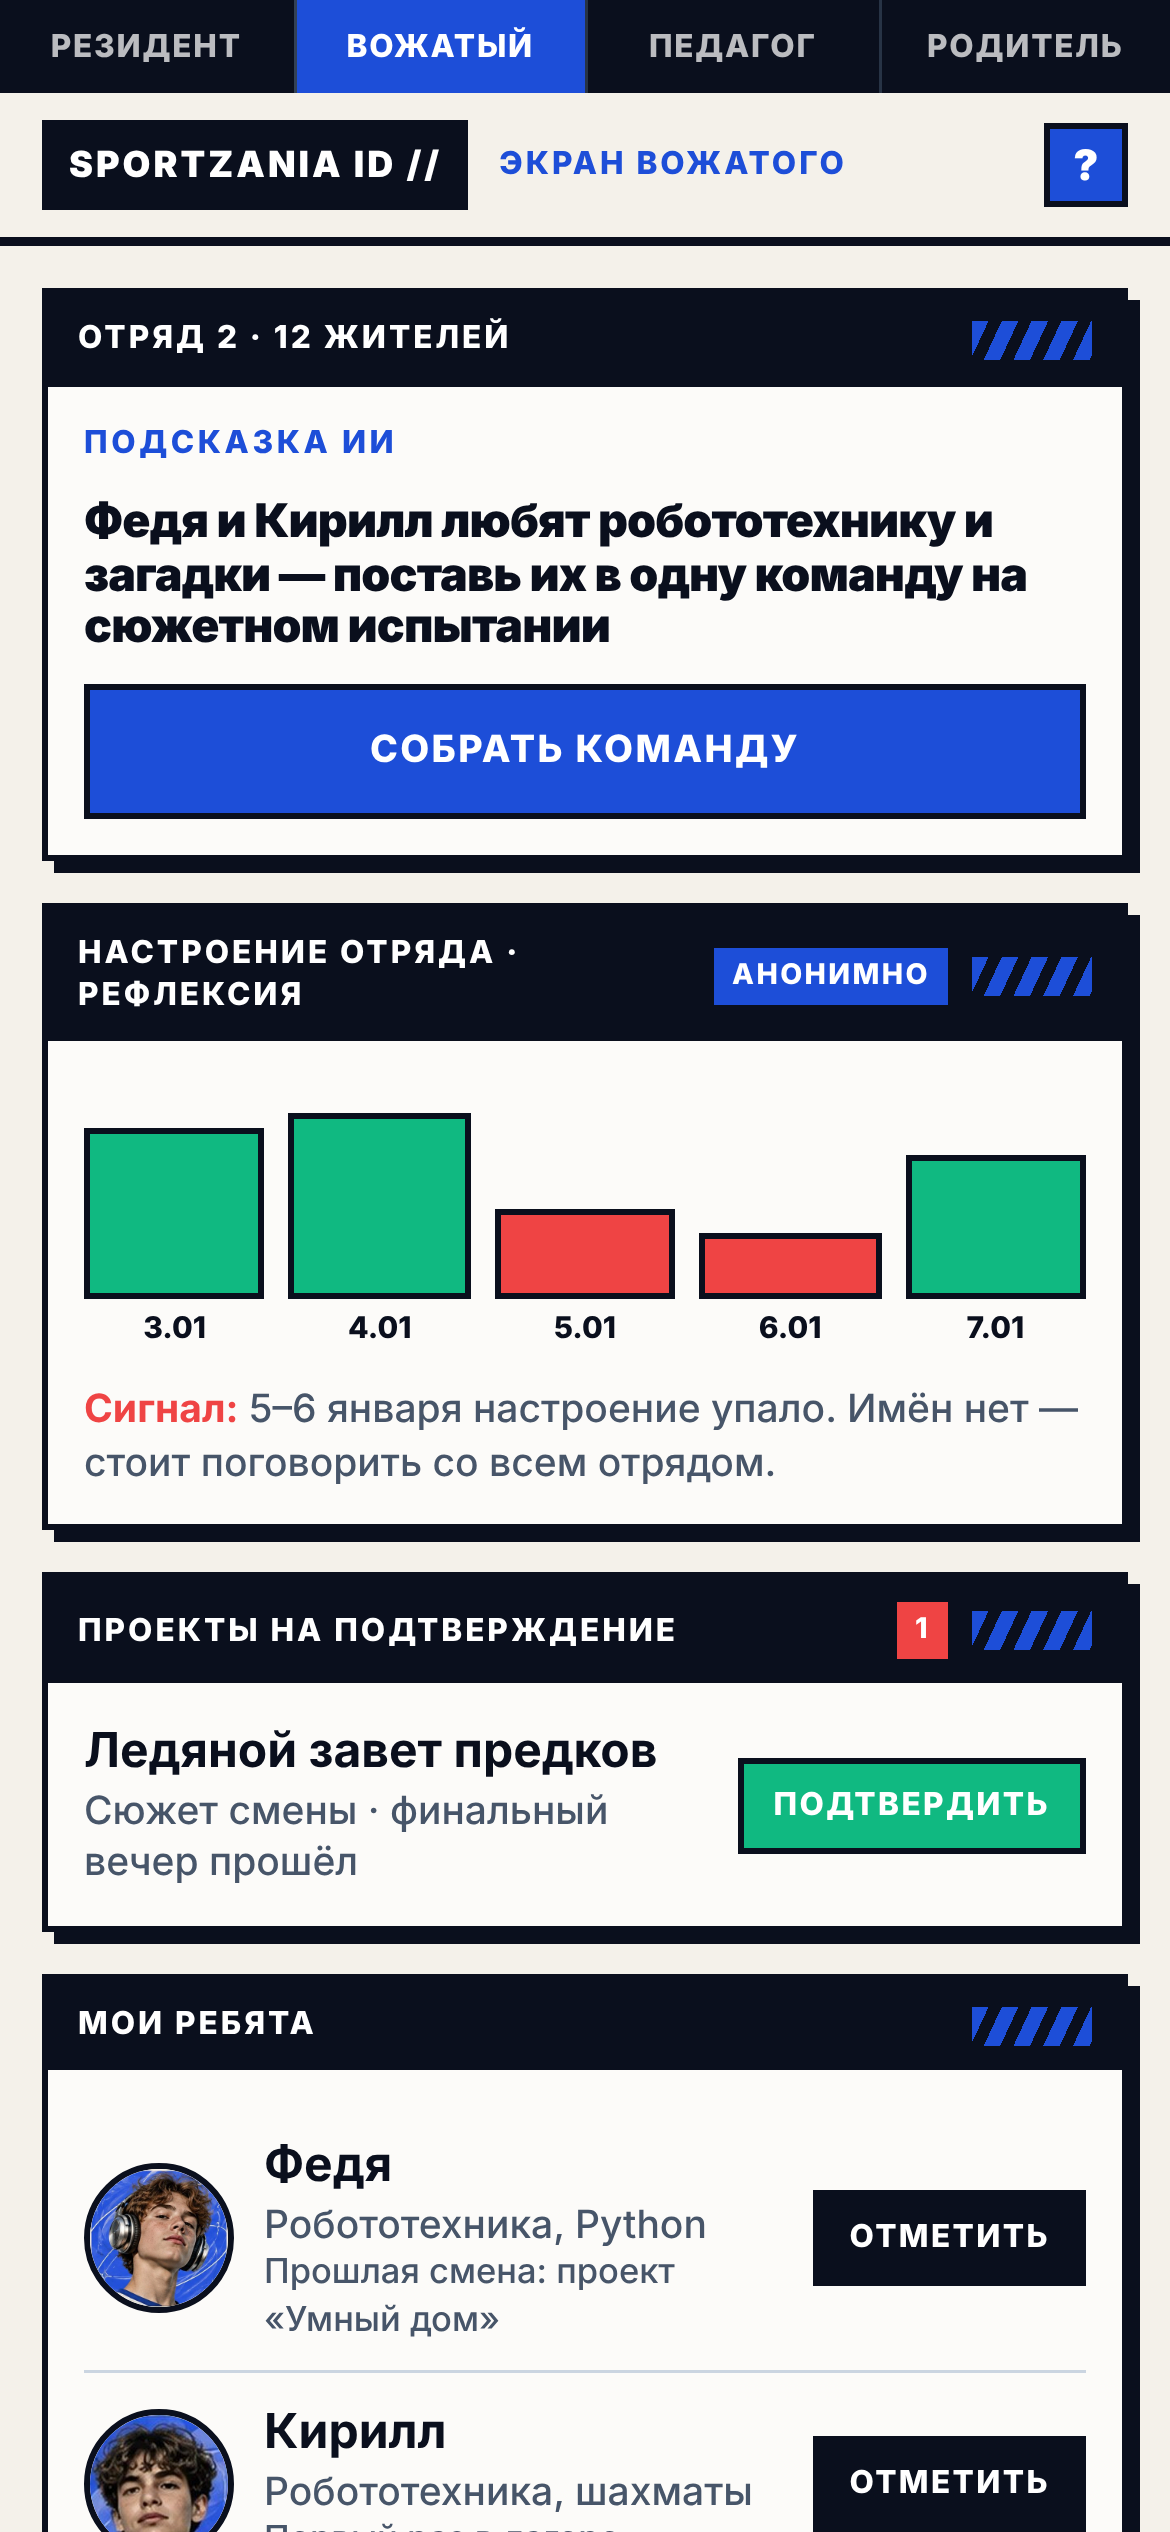 РЕЗИДЕНТ
ВОЖАТЫЙ
ПЕДАГОГ
РОДИТЕЛЬ
SPORTZANIA ID //
ЭКРАН ВОЖАТОГО
?
ОТРЯД 2 · 12 ЖИТЕЛЕЙ
ПОДСКАЗКА ИИ
Федя и Кирилл любят робототехнику и
загадки — поставь их в одну команду на
сюжетном испытании
СОБРАТЬ КОМАНДУ
НАСТРОЕНИЕ ОТРЯДА ·
РЕФЛЕКСИЯ
АНОНИМНО
3.01
4.01
5.01
6.01
7.01
Сигнал: 5–6 января настроение упало. Имён нет —
стоит поговорить со всем отрядом.
ПРОЕКТЫ НА ПОДТВЕРЖДЕНИЕ
1
Ледяной завет предков
Сюжет смены · финальный
вечер прошёл
ПОДТВЕРДИТЬ
МОИ РЕБЯТА
Федя
Робототехника, Python
Прошлая смена: проект
«Умный дом»
ОТМЕТИТЬ
Кирилл
Робототехника, шахматы
ОТМЕТИТЬ